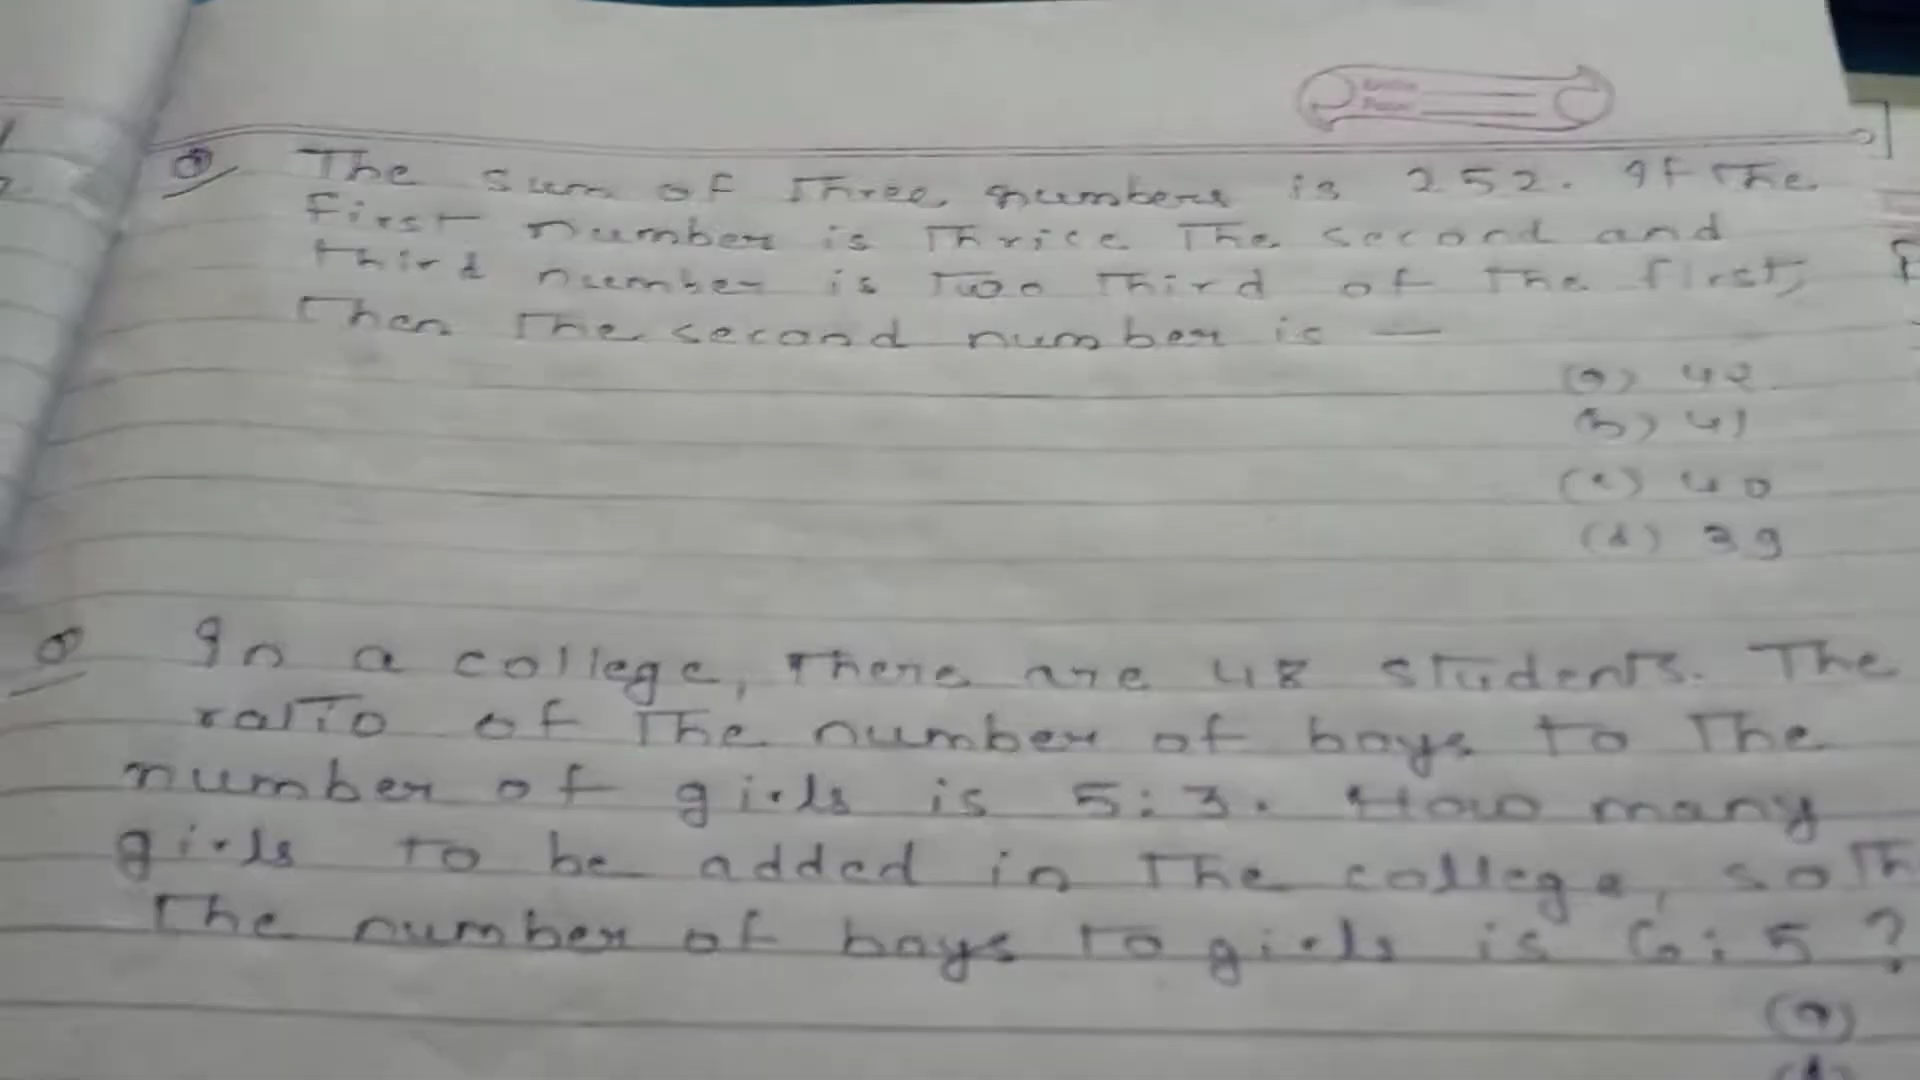 The sum of Three numbers is 252. If The
first number is Thrice The second and
third number is Two Third of The first,
Then The second number is —
(a) 42
(b) 41
(c) 40
(d) 39
In a college, There are 48 students. The
ratio of The number of boys to The
number of girls is 5:3. How many
girls to be added in The college, so Th
The number of boys to girls is 6:5?
(a)